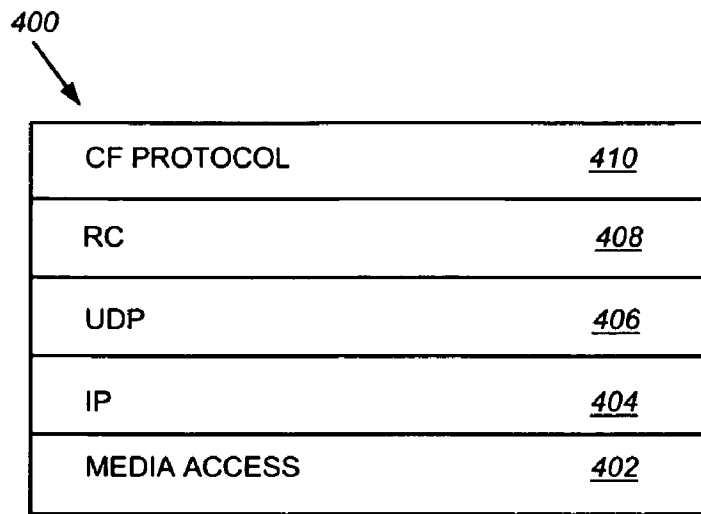 400
CF PROTOCOL 410
RC 408
UDP 406
IP 404
MEDIA ACCESS 402